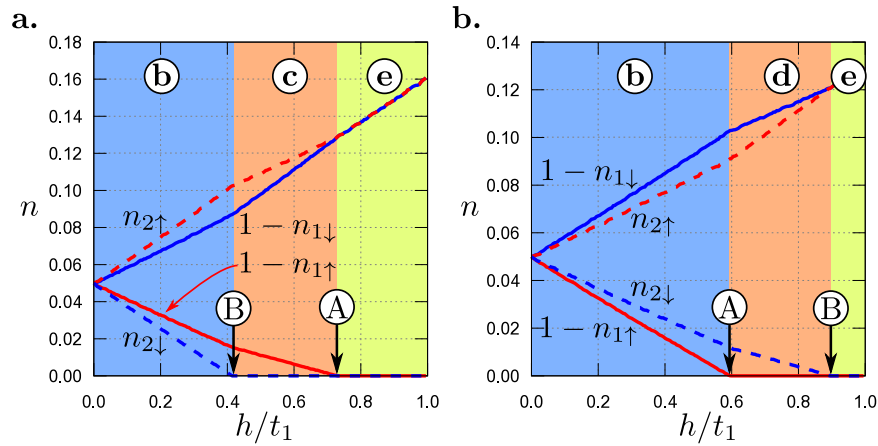 a.
0.18
0.16
0.14
0.12
0.10
0.08
0.06
0.04
0.02
0.00
n
b
c
e
n₂↑
1 − n₁↓
1 − n₁↑
n₂↓
B
A
0.0 0.2 0.4 0.6 0.8 1.0
h/t₁
b.
0.14
0.12
0.10
0.08
0.06
0.04
0.02
0.00
n
b
d
e
1 − n₁↓
n₂↑
n₂↓
1 − n₁↑
A
B
0.0 0.2 0.4 0.6 0.8 1.0
h/t₁